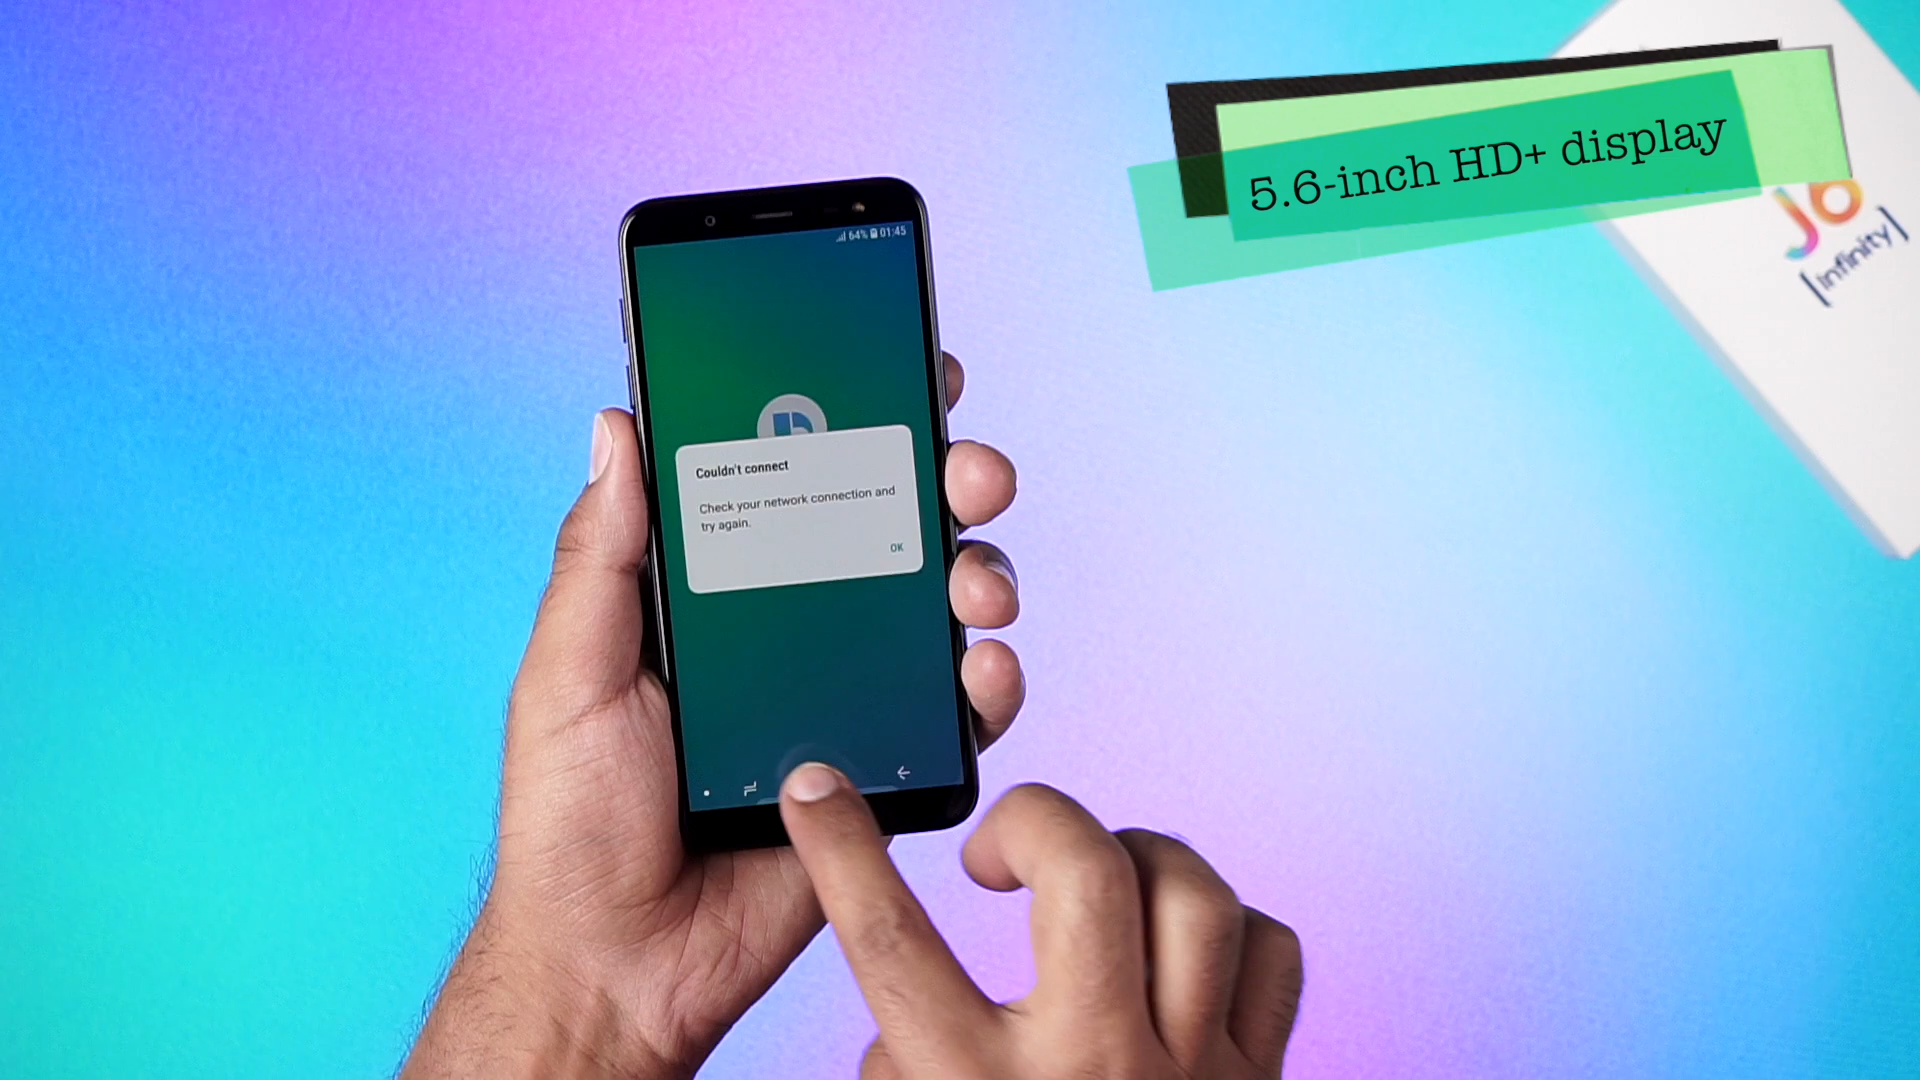 5.6-inch HD+ display
J6
[infinity]
64% 01:45
Couldn't connect
Check your network connection and
try again.
OK